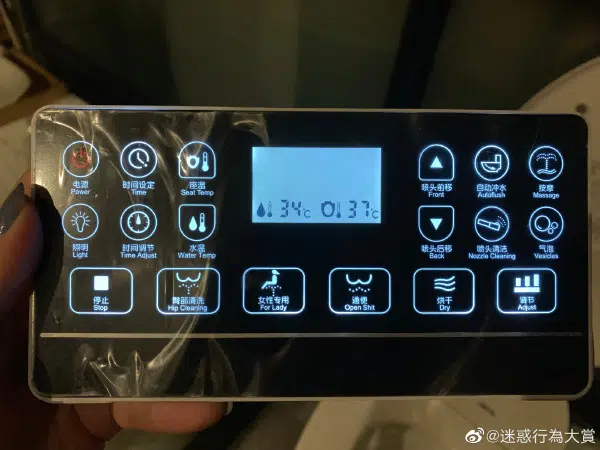 34℃ 37℃
电源
Power
时间设定
Time
座温
Seat Temp
喷头前移
Front
自动冲水
Autoflush
按摩
Massage
照明
Light
时间调节
Time Adjust
水温
Water Temp
喷头后移
Back
喷头清洁
Nozzle Cleaning
气泡
Vesicles
停止
Stop
臀部清洗
Hip Cleaning
女性专用
For Lady
通便
Open Shit
烘干
Dry
调节
Adjust
@迷惑行為大賞